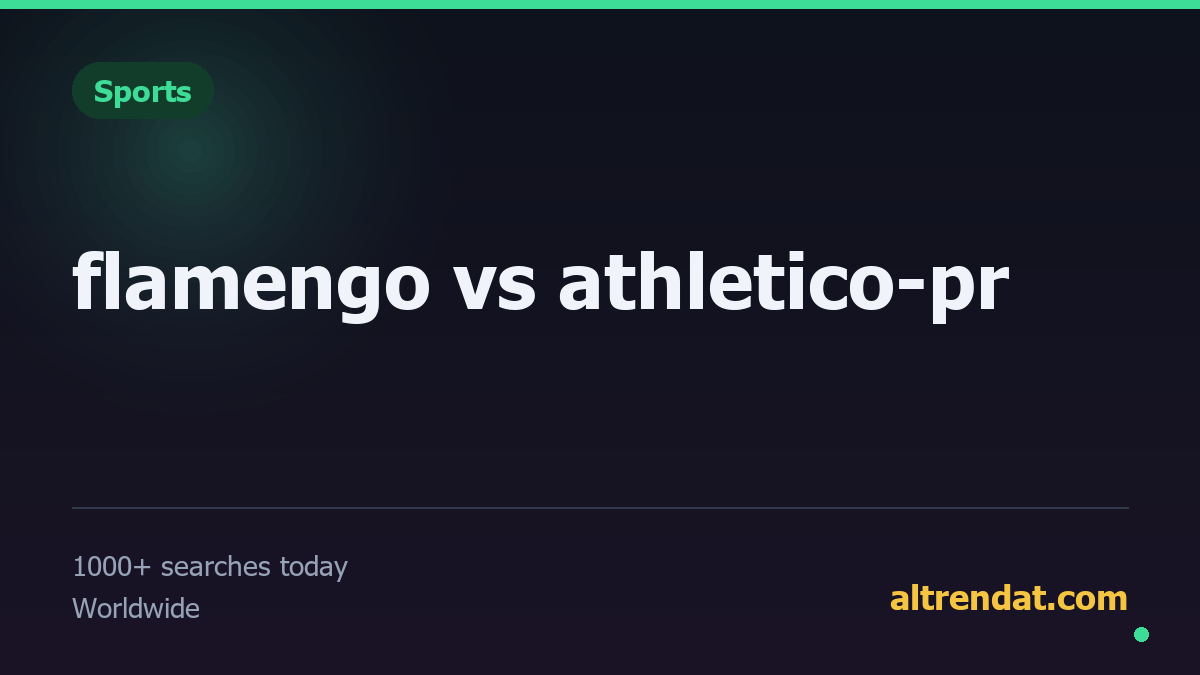 Sports
flamengo vs athletico-pr
1000+ searches today
Worldwide
altrendat.com